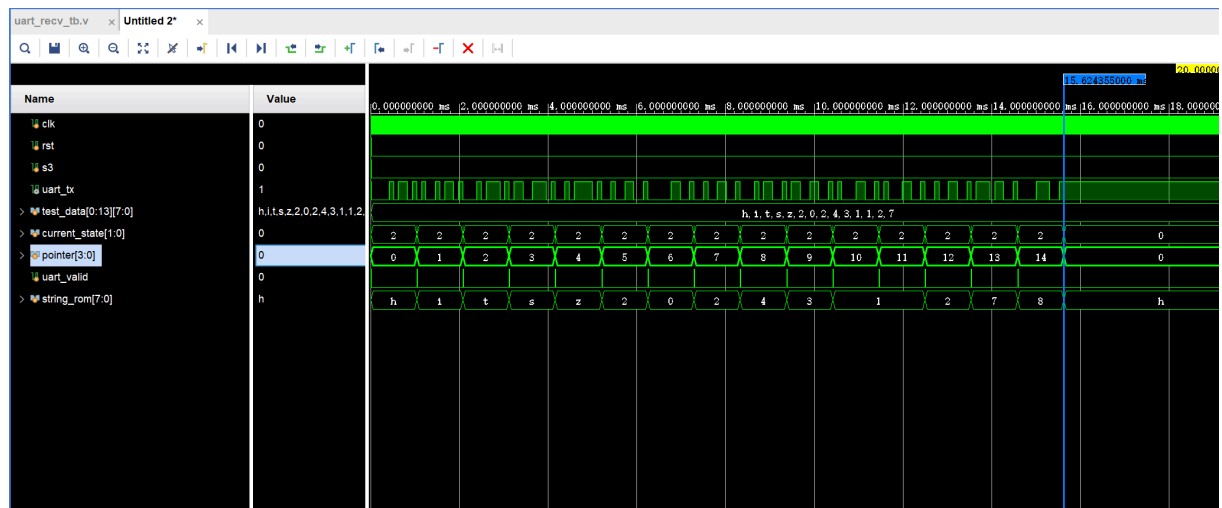 uart_recv_tb.v × Untitled 2* ×
20.00000
15.624355000 ms
Name Value
0.000000000 ms 2.000000000 ms 4.000000000 ms 6.000000000 ms 8.000000000 ms 10.000000000 ms 12.000000000 ms 14.000000000 ms 16.000000000 ms 18.00000
clk 0
rst 0
s3 0
uart_tx 1
test_data[0:13][7:0] h,i,t,s,z,2,0,2,4,3,1,1,2, h,i,t,s,z,2,0,2,4,3,1,1,2,7
current_state[1:0] 0 2 2 2 2 2 2 2 2 2 2 2 2 2 2 2 0
pointer[3:0] 0 0 1 2 3 4 5 6 7 8 9 10 11 12 13 14 0
uart_valid 0
string_rom[7:0] h h i t s z 2 0 2 4 3 1 2 7 8 h